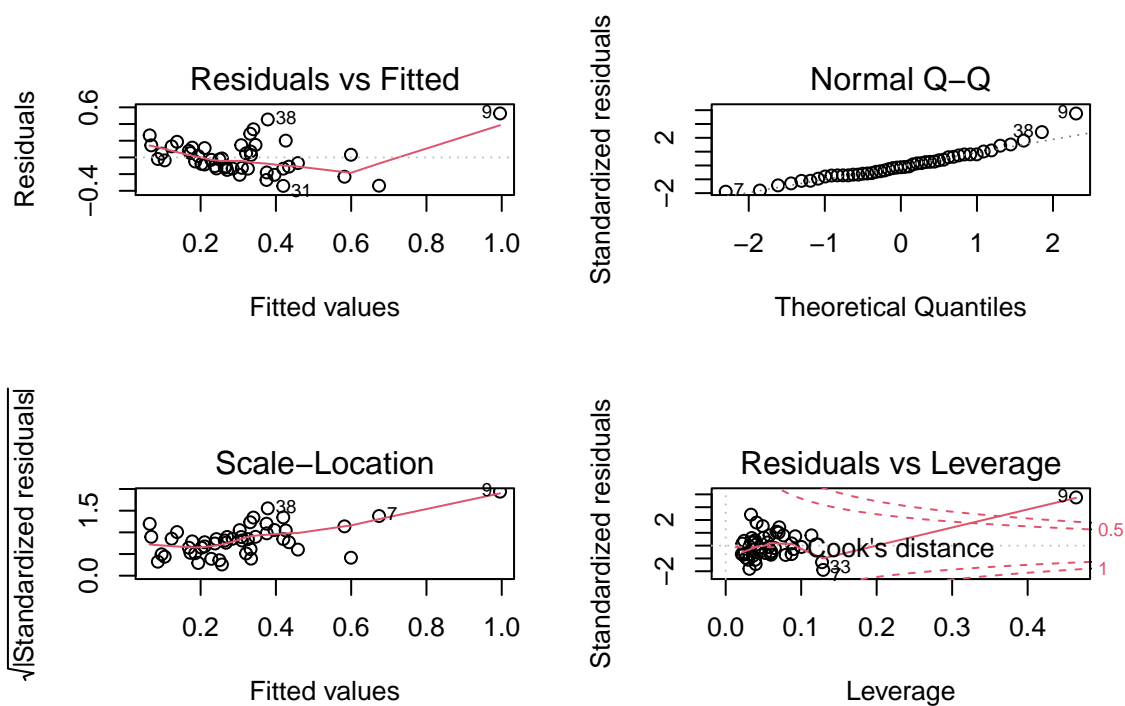 Residuals vs Fitted
Residuals
0.6
−0.4
38
9
31
0.2 0.4 0.6 0.8 1.0
Fitted values
Normal Q−Q
Standardized residuals
2
−2
9
38
7
−2 −1 0 1 2
Theoretical Quantiles
Scale−Location
√|Standardized residuals|
1.5
0.0
38
7
9
0.2 0.4 0.6 0.8 1.0
Fitted values
Residuals vs Leverage
Standardized residuals
2
−2
9
0.5
1
Cook's distance
33
7
0.0 0.1 0.2 0.3 0.4
Leverage